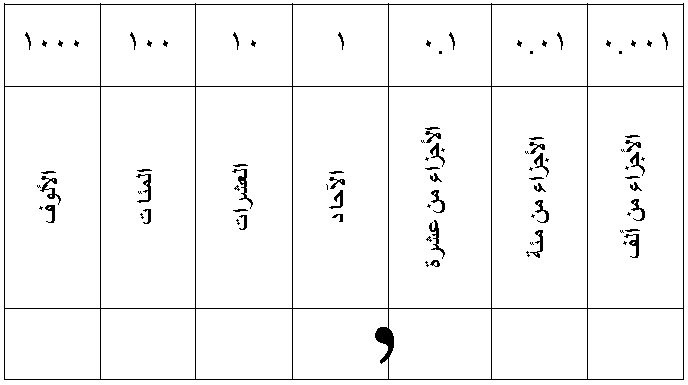 ١٠٠٠ ١٠٠ ١٠ ١ ٠.١ ٠.٠١ ٠.٠٠١
الألوف
المئات
العشرات
الآحاد
الأجزاء من عشرة
الأجزاء من مئة
الأجزاء من ألف
,